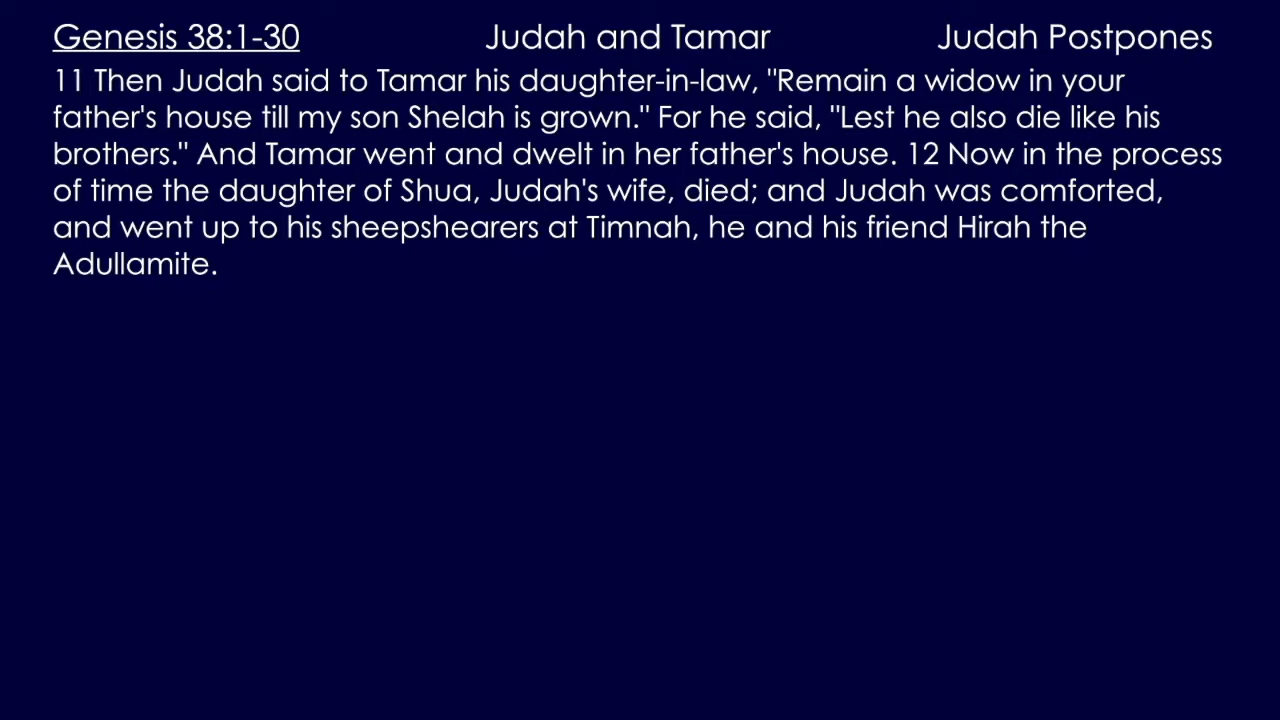 Genesis 38:1-30 Judah and Tamar Judah Postpones
11 Then Judah said to Tamar his daughter-in-law, "Remain a widow in your
father's house till my son Shelah is grown." For he said, "Lest he also die like his
brothers." And Tamar went and dwelt in her father's house. 12 Now in the process
of time the daughter of Shua, Judah's wife, died; and Judah was comforted,
and went up to his sheepshearers at Timnah, he and his friend Hirah the
Adullamite.